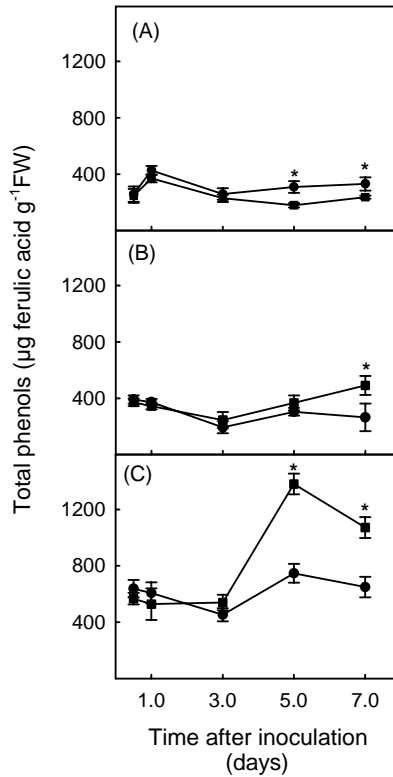 (A)
1200
800
400
*
*
(B)
1200
800
400
*
(C)
1200
800
400
*
*
1.0 3.0 5.0 7.0
Time after inoculation
(days)
Total phenols (µg ferulic acid g⁻¹FW)